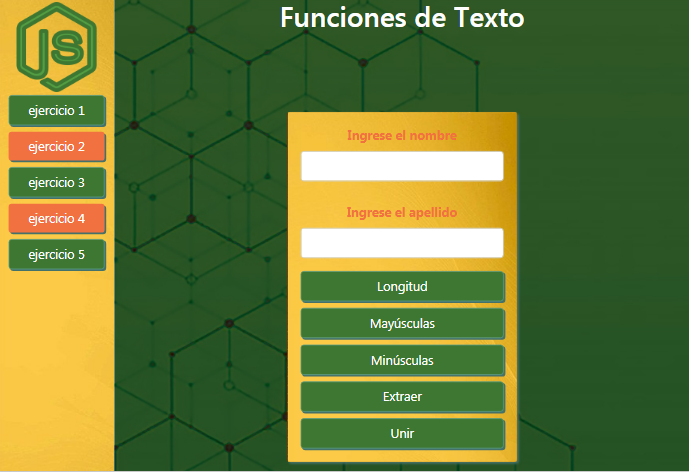 JS
ejercicio 1
ejercicio 2
ejercicio 3
ejercicio 4
ejercicio 5
Funciones de Texto
Ingrese el nombre
Ingrese el apellido
Longitud
Mayúsculas
Minúsculas
Extraer
Unir